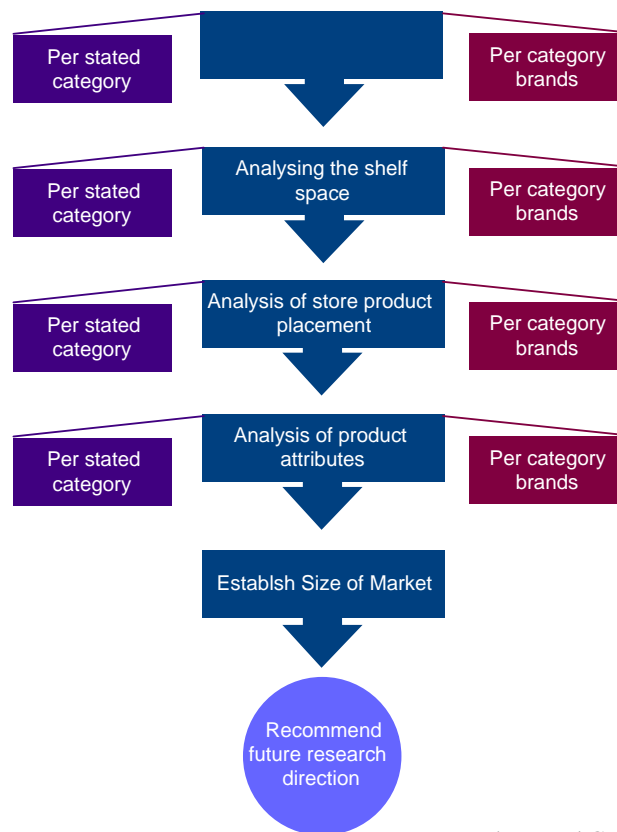 Per stated
category
Per category
brands
Analysing the shelf
space
Per stated
category
Per category
brands
Analysis of store product
placement
Per stated
category
Per category
brands
Analysis of product
attributes
Per stated
category
Per category
brands
Establsh Size of Market
Recommend
future research
direction